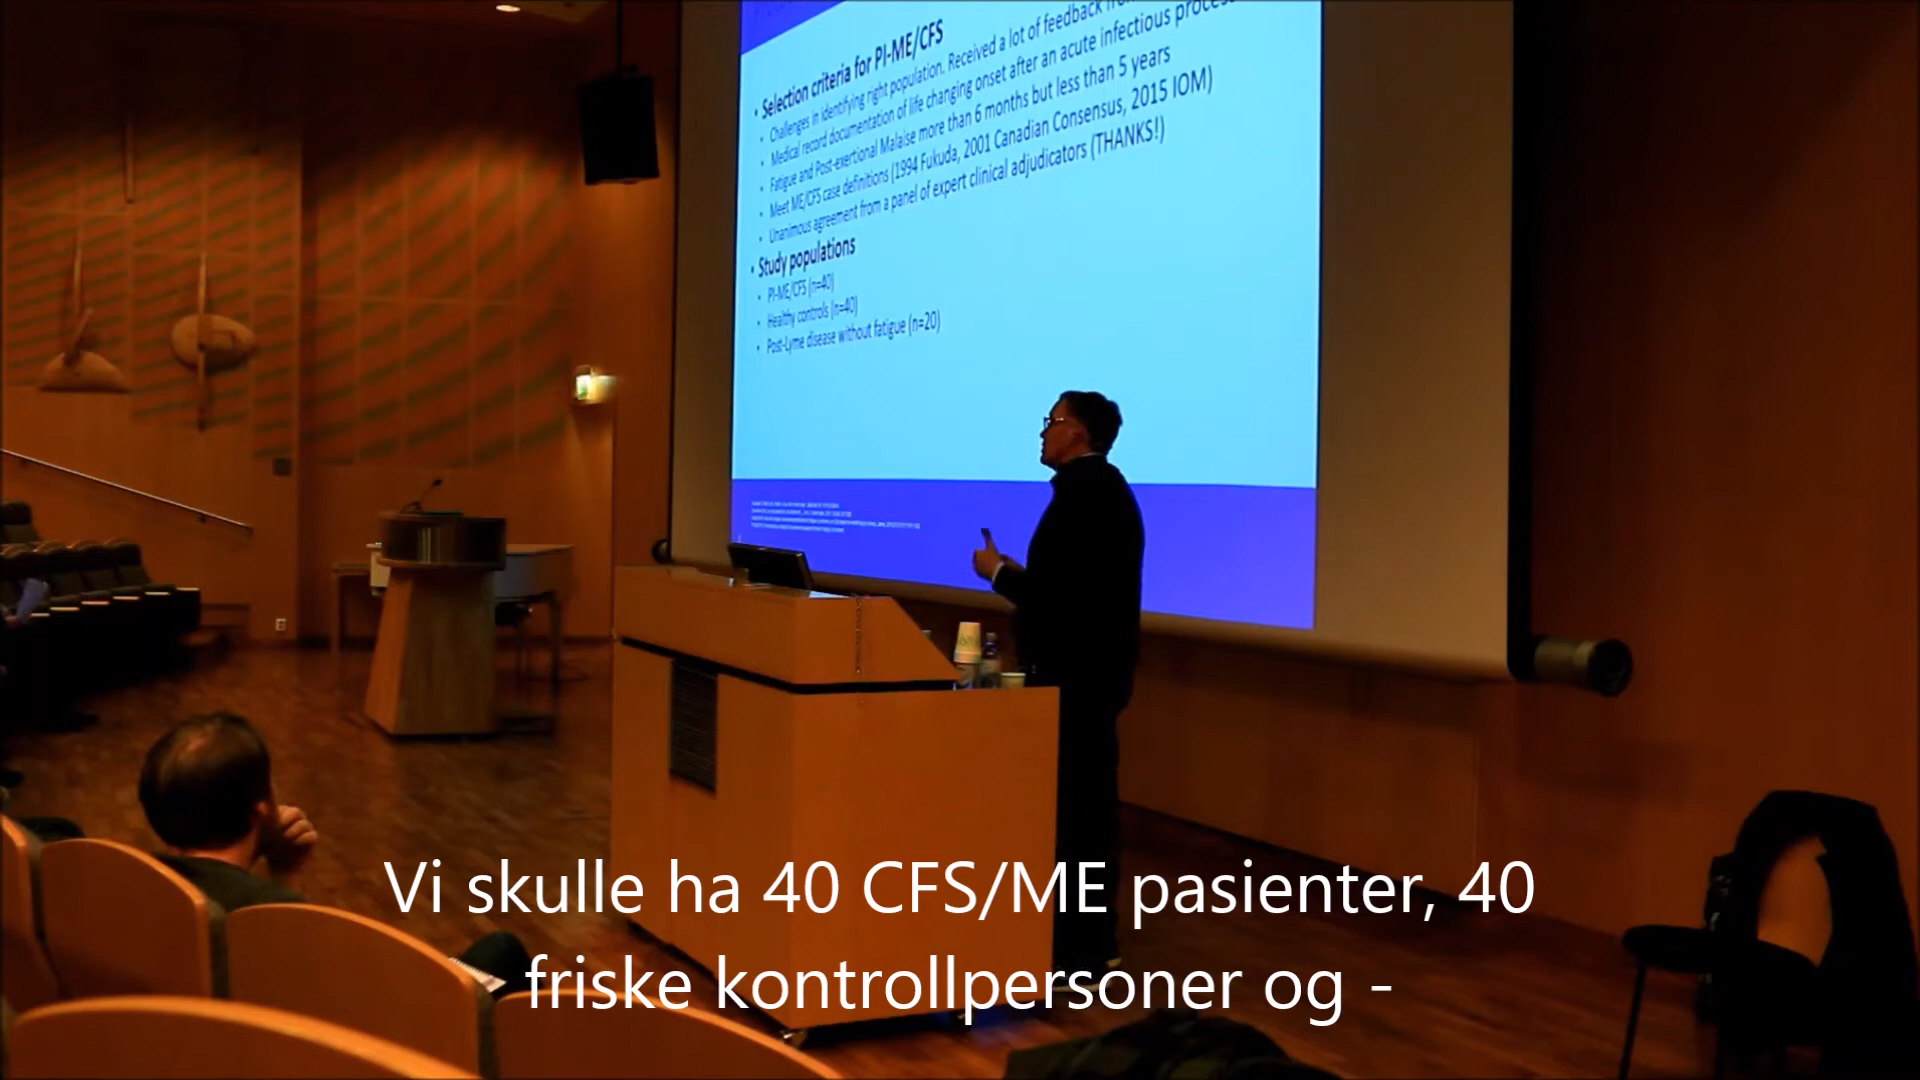 • Selection criteria for PI-ME/CFS
• Challenges in identifying right population. Received a lot of feedback from
• Medical record documentation of life changing onset after an acute infectious process
• Fatigue and Post-exertional Malaise more than 6 months but less than 5 years
• Meet ME/CFS case definitions (1994 Fukuda, 2001 Canadian Consensus, 2015 IOM)
• Unanimous agreement from a panel of expert clinical adjudicators (THANKS!)
• Study populations
• PI-ME/CFS (n=40)
• Healthy controls (n=40)
• Post-Lyme disease without fatigue (n=20)
Vi skulle ha 40 CFS/ME pasienter, 40
friske kontrollpersoner og -